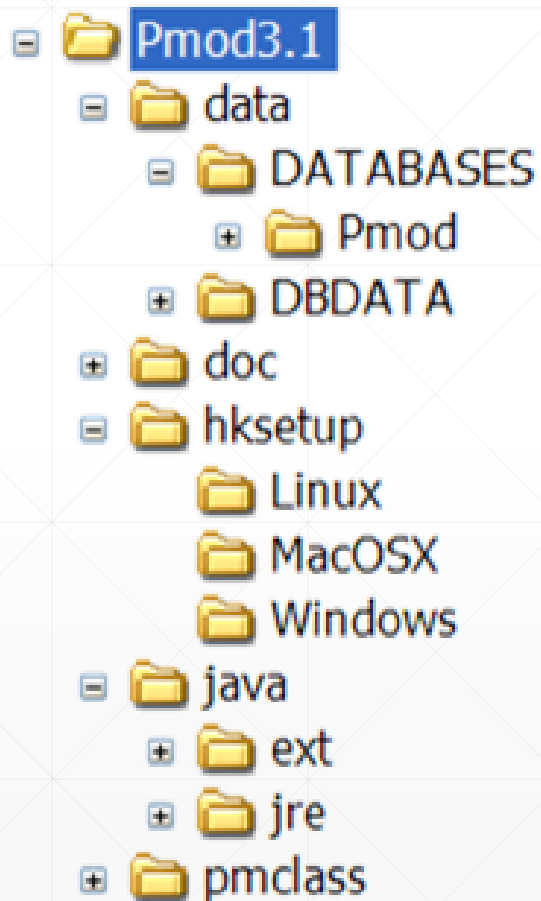 Pmod3.1
data
DATABASES
Pmod
DBDATA
doc
hksetup
Linux
MacOSX
Windows
java
ext
jre
pmclass